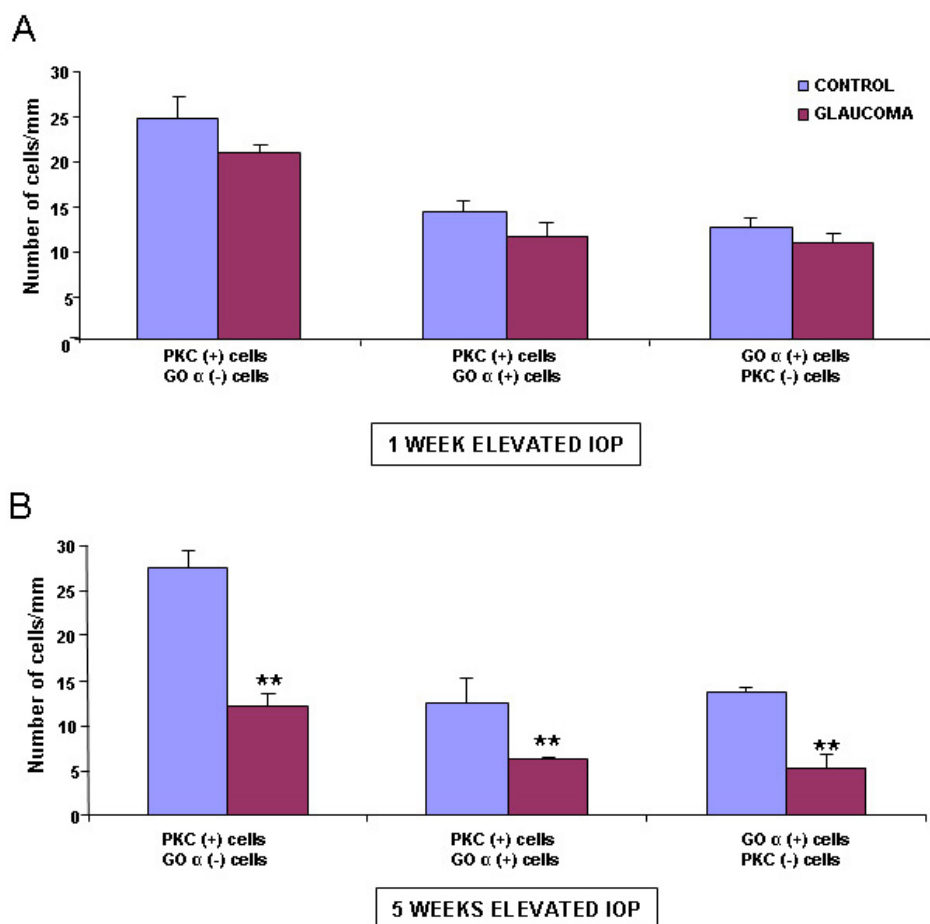 A
30
25
20
15
10
5
0
Number of cells/mm
CONTROL
GLAUCOMA
PKC (+) cells
GO α (-) cells
PKC (+) cells
GO α (+) cells
GO α (+) cells
PKC (-) cells
1 WEEK ELEVATED IOP
B
30
25
20
15
10
5
0
Number of cells/mm
**
**
**
PKC (+) cells
GO α (-) cells
PKC (+) cells
GO α (+) cells
GO α (+) cells
PKC (-) cells
5 WEEKS ELEVATED IOP